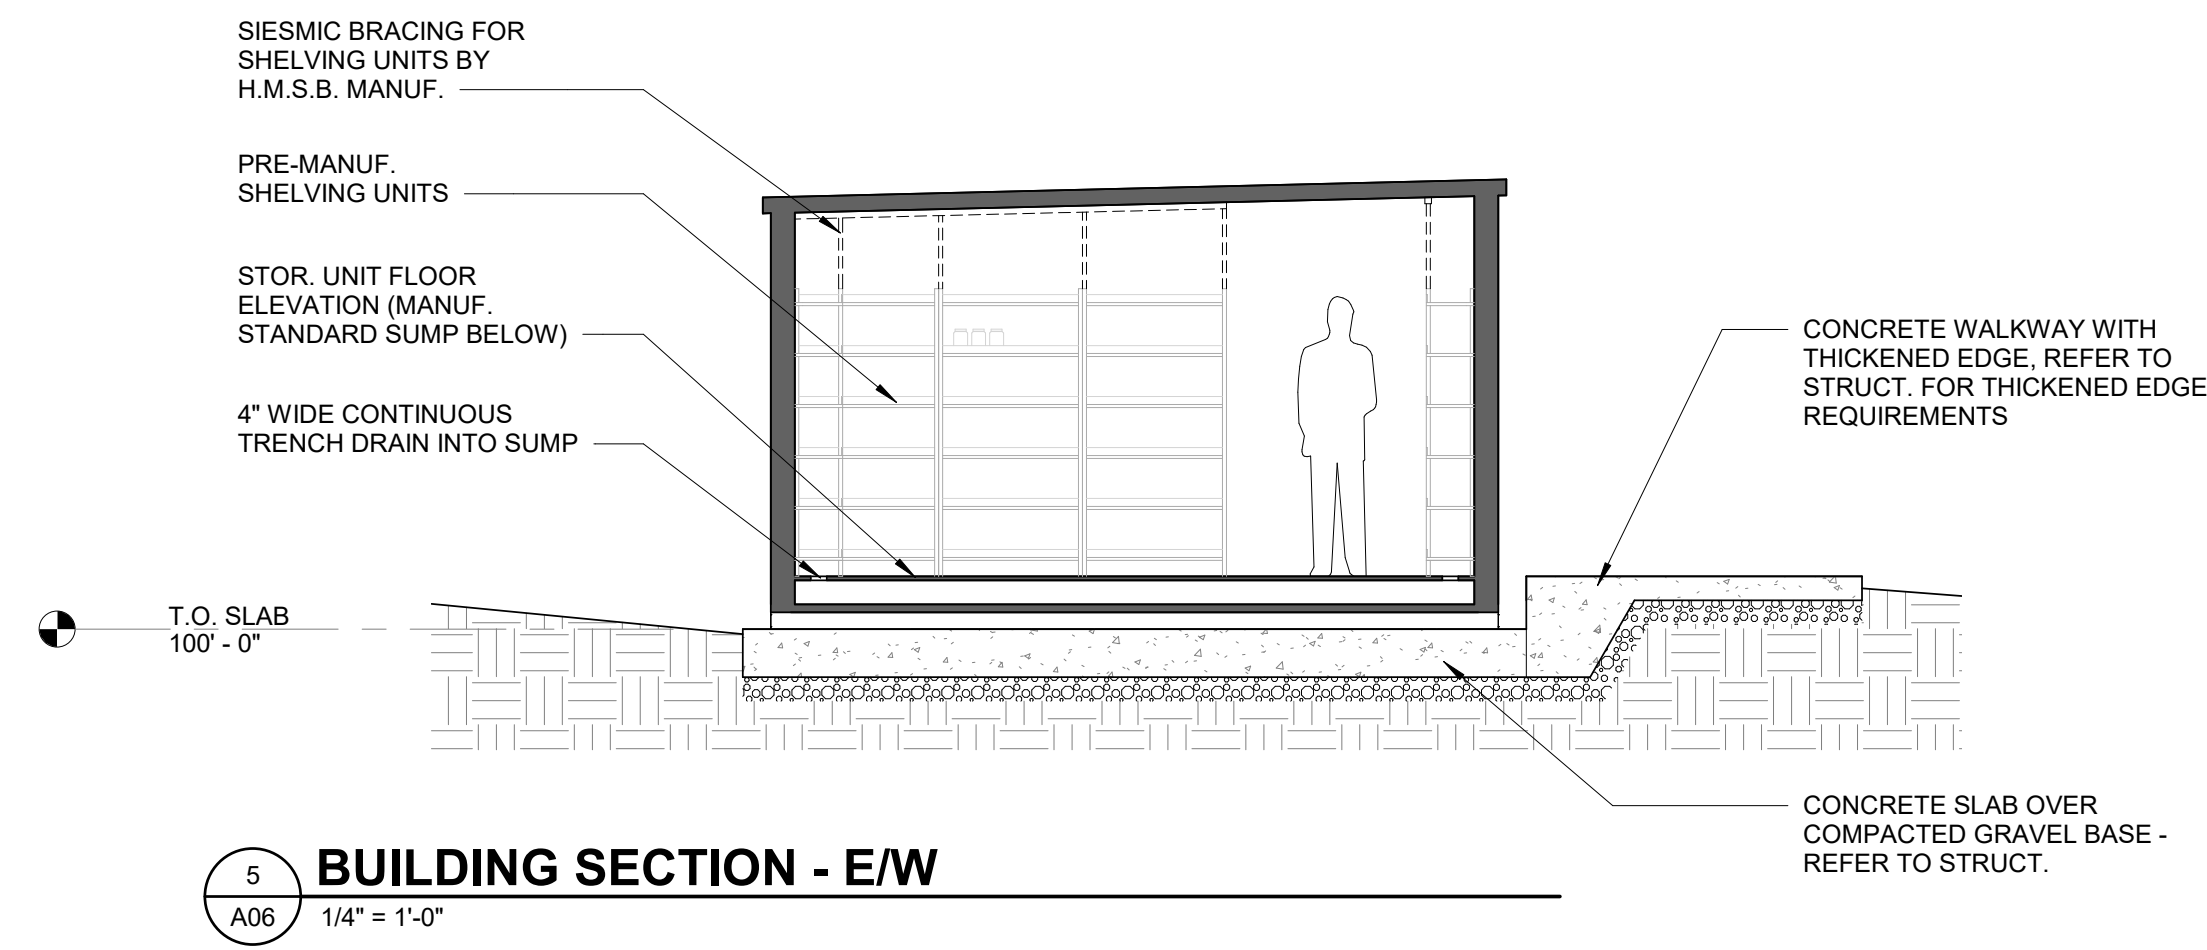 SIESMIC BRACING FOR
SHELVING UNITS BY
H.M.S.B. MANUF.
PRE-MANUF.
SHELVING UNITS
STOR. UNIT FLOOR
ELEVATION (MANUF.
STANDARD SUMP BELOW)
4" WIDE CONTINUOUS
TRENCH DRAIN INTO SUMP
T.O. SLAB
100' - 0"
CONCRETE WALKWAY WITH
THICKENED EDGE, REFER TO
STRUCT. FOR THICKENED EDGE
REQUIREMENTS
CONCRETE SLAB OVER
COMPACTED GRAVEL BASE -
REFER TO STRUCT.
5
BUILDING SECTION - E/W
A06
1/4" = 1'-0"